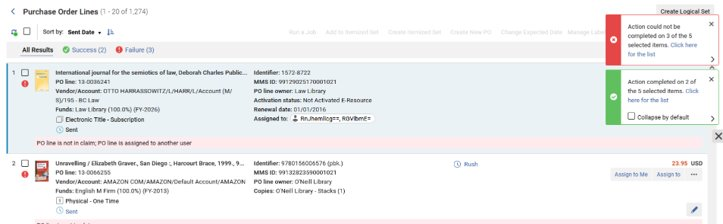 Purchase Order Lines (1 - 20 of 1,274)
Create Logical Set
Sort by: Sent Date
Run a Job Add to Itemized Set Create Itemized Set Create New PO Change Expected Date
All Results Success (2) Failure (3)
Action could not be completed on 3 of the 5 selected items. Click here for the list
Action completed on 2 of the 5 selected items. Click here for the list
Collapse by default
1
International journal for the semiotics of law, Deborah Charles Public...
PO line: 13-0036241
Vendor/Account: OTTO HARRASSOWITZ/L/HARR/L/Account (M/
S)/195 - BC Law
Funds: Law Library (100.0%) (FY-2026)
Electronic Title - Subscription
Sent
Identifier: 1572-8722
MMS ID: 99129025170001021
PO line owner: Law Library
Activation status: Not Activated E-Resource
Renewal date: 01/01/2016
Assigned to:
PO line is not in claim; PO line is assigned to another user
2
Unravelling / Elizabeth Graver., San Diego ; Harcourt Brace, 1999., 9...
PO line: 13-0066255
Vendor/Account: AMAZON COM/AMAZON/Default Account/AMAZON
Funds: English M Firm (100.0%) (FY-2013)
Physical - One Time
Sent
Identifier: 9780156006576 (pbk.)
MMS ID: 99132823590001021
PO line owner: O'Neill Library
Copies: O'Neill Library - Stacks (1)
Rush
23.95 USD
Assign to Me Assign to